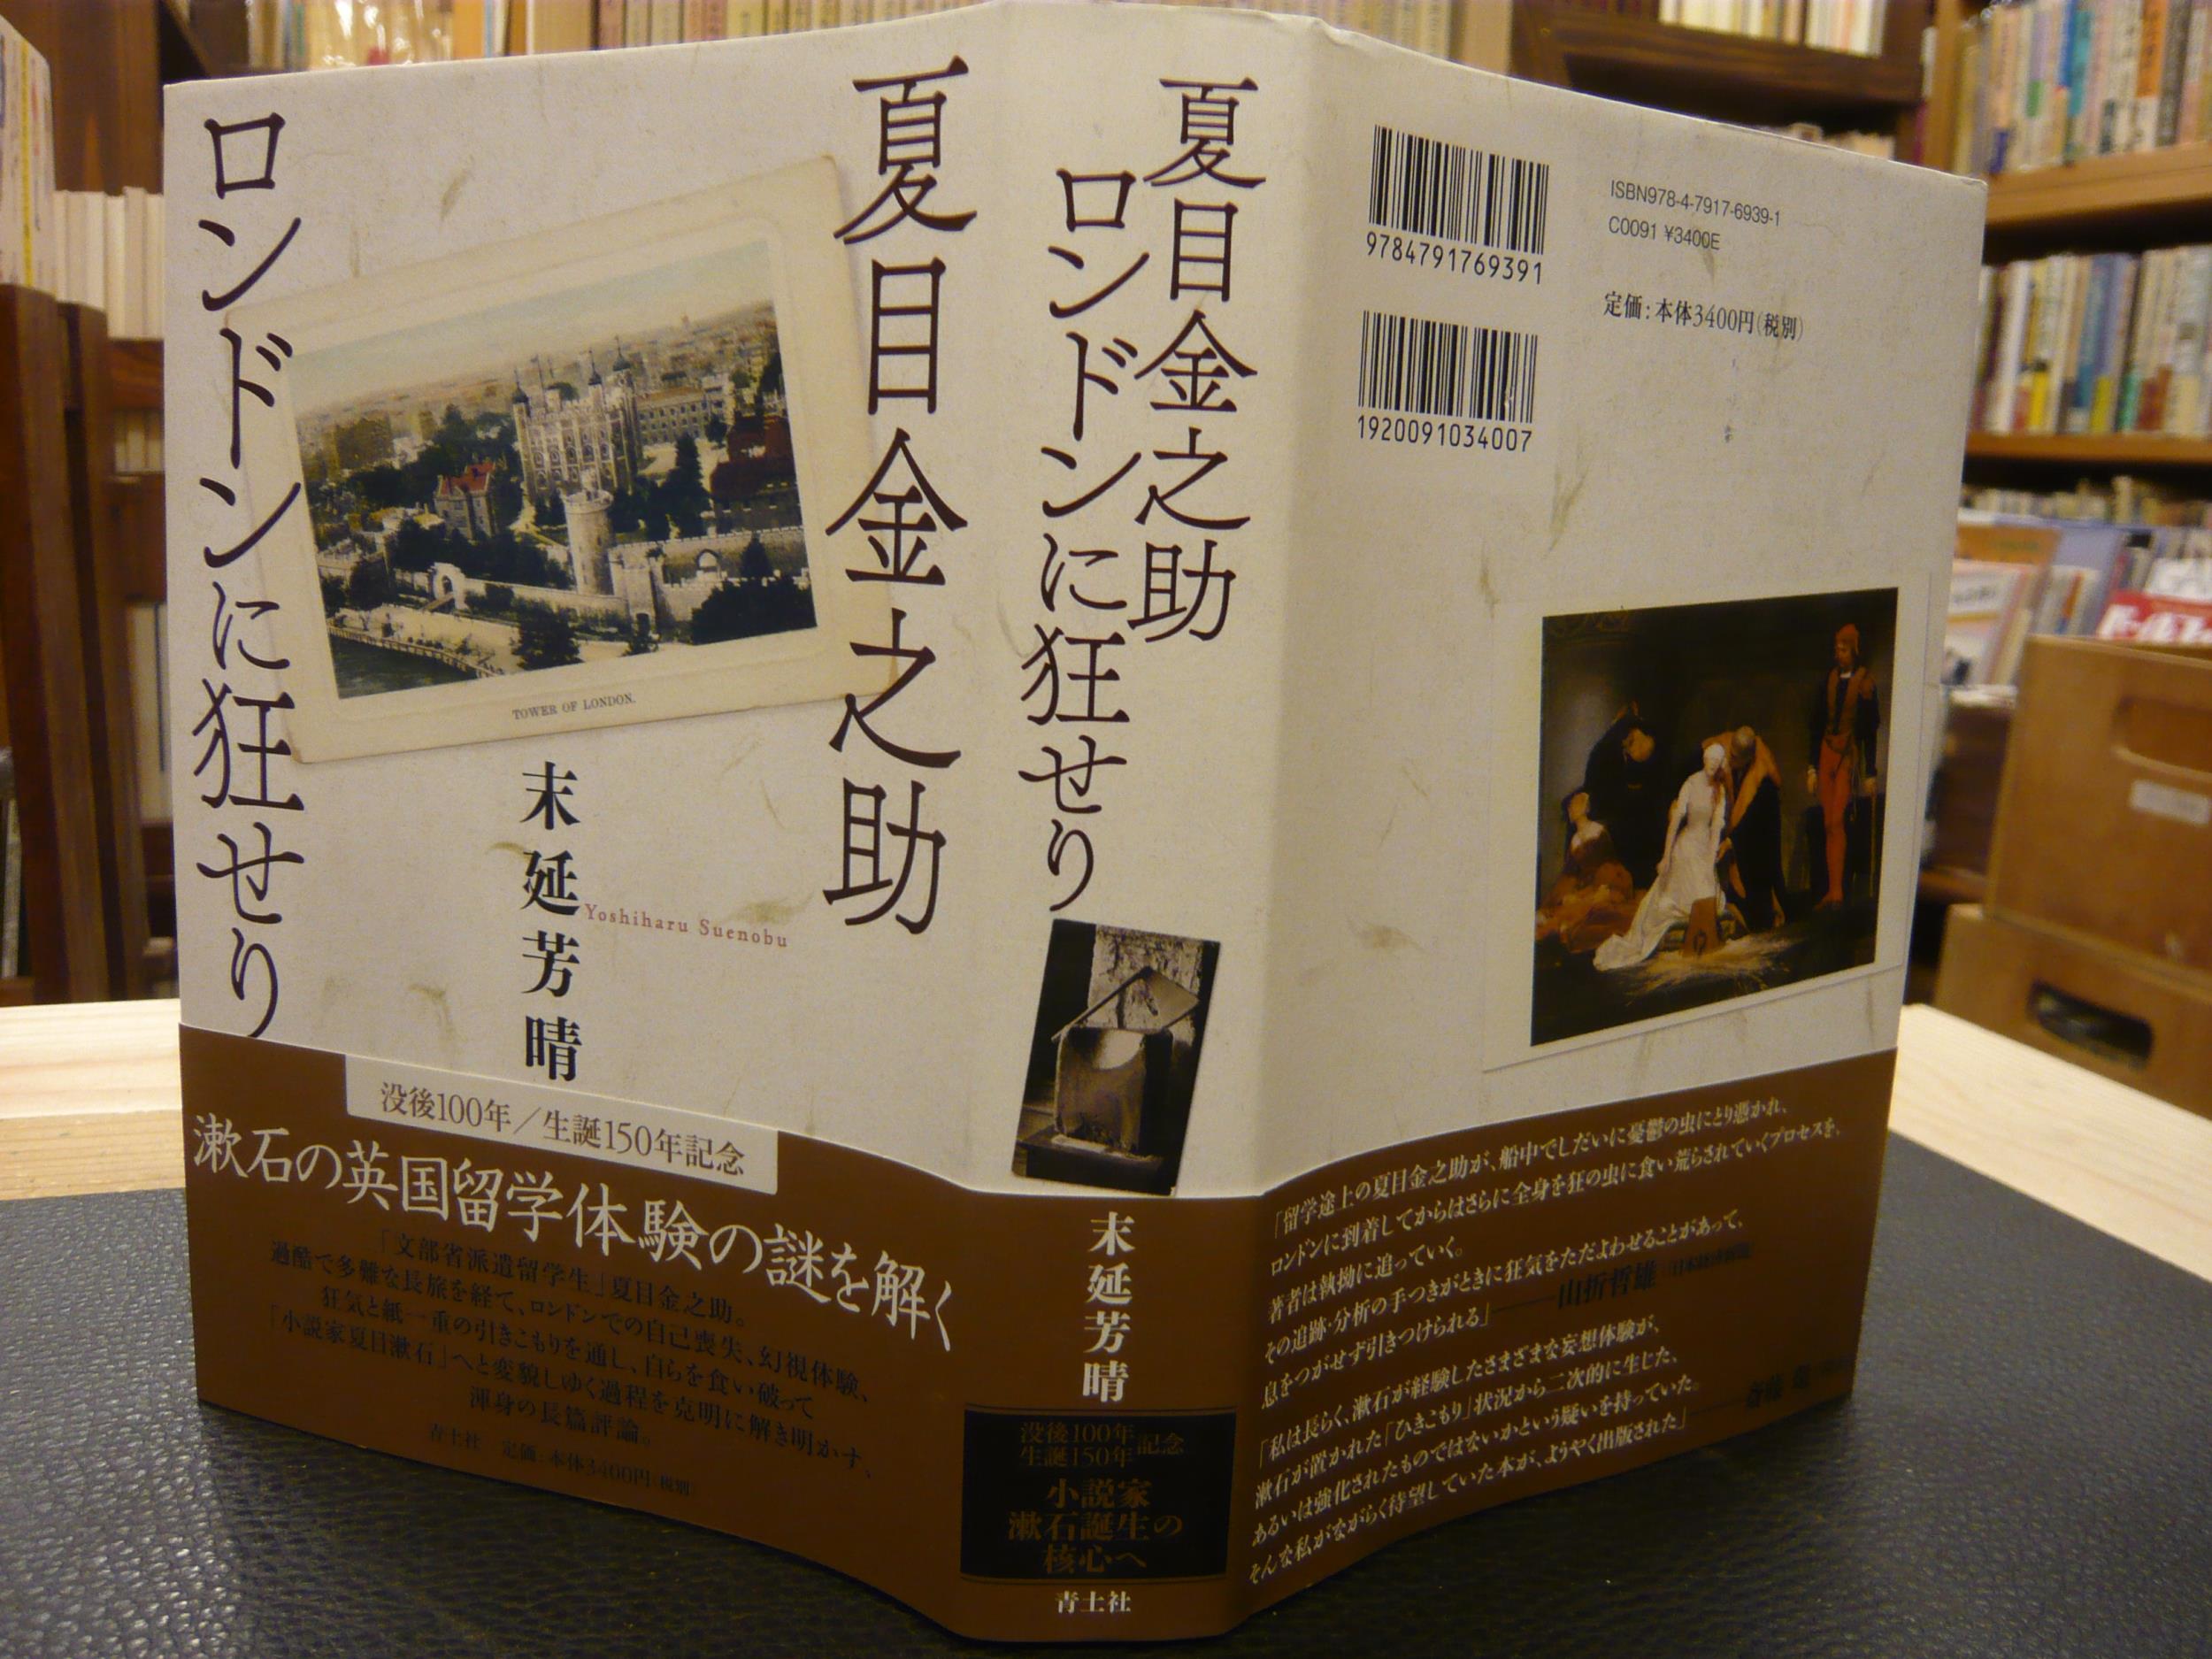 夏目金之助
ロンドンに狂せり
TOWER OF LONDON.
末延芳晴
Yoshiharu Suenobu
没後100年／生誕150年記念
漱石の英国留学体験の謎を解く
「文部省派遣留学生」夏目金之助。
過酷で多難な長旅を経て、ロンドンでの自己喪失、幻視体験、
狂気と紙一重の引きこもりを通し、自らを食い破って
「小説家夏目漱石」へと変貌しゆく過程を克明に解き明かす、
渾身の長篇評論。
青土社 定価：本体3400円（税別）
夏目金之助
ロンドンに狂せり
末延芳晴
没後100年
生誕150年
記念
小説家
漱石誕生の
核心へ
青土社
9784791769391
1920091034007
ISBN978-4-7917-6939-1
C0091 ¥3400E
定価：本体3400円（税別）
「留学途上の夏目金之助が、船中でしだいに憂鬱の虫にとり憑かれ、
ロンドンに到着してからはさらに全身を狂の虫に食い荒らされていくプロセスを、
著者は執拗に追っていく。
その追跡・分析の手つきがときに狂気をただよわせることがあって、
息をつがせず引きつけられる」――山折哲雄
「私は長らく、漱石が経験したさまざまな妄想体験が、
漱石が置かれた「ひきこもり」状況から二次的に生じた、
あるいは強化されたものではないかという疑いを持っていた。
そんな私がながらく待望していた本が、ようやく出版された」――斎藤環